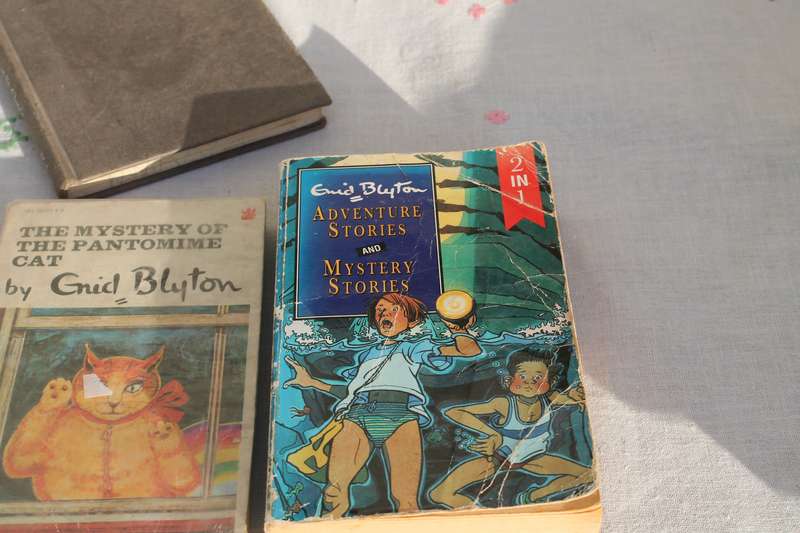 THE MYSTERY OF
THE PANTOMIME
CAT
by Enid Blyton
Enid Blyton
ADVENTURE
STORIES
AND
MYSTERY
STORIES
2
IN
1